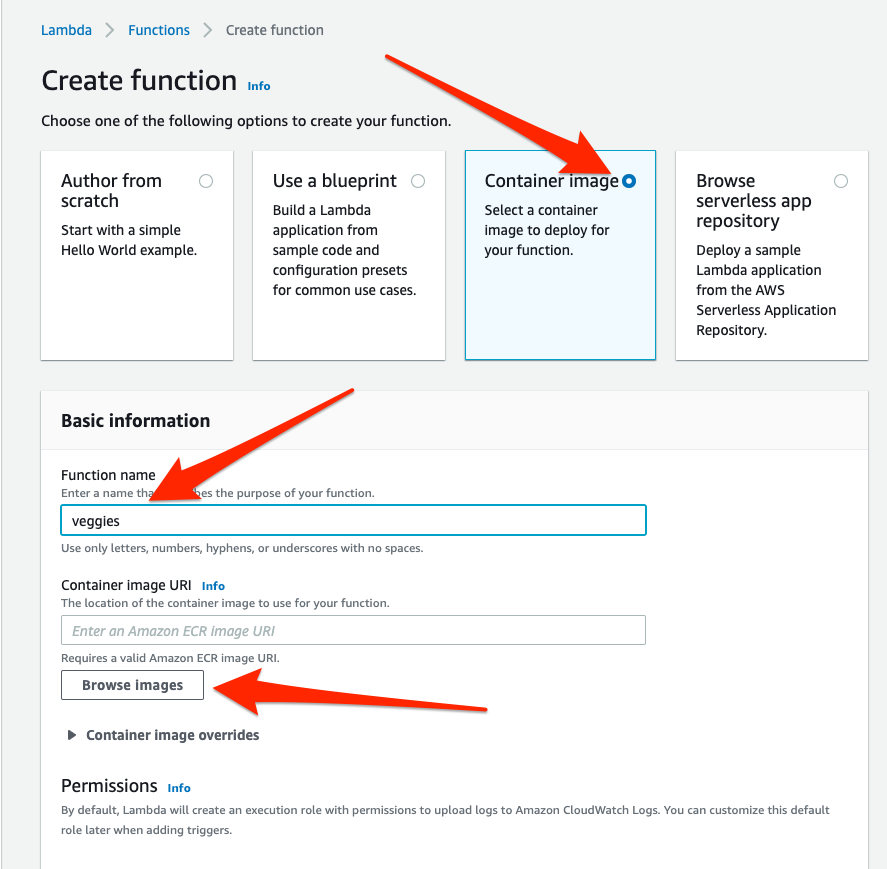 Lambda > Functions > Create function
Create function Info
Choose one of the following options to create your function.
Author from
scratch
Start with a simple
Hello World example.
Use a blueprint
Build a Lambda
application from
sample code and
configuration presets
for common use cases.
Container image
Select a container
image to deploy for
your function.
Browse
serverless app
repository
Deploy a sample
Lambda application
from the AWS
Serverless Application
Repository.
Basic information
Function name
Enter a name the purpose of your function.
veggies
Use only letters, numbers, hyphens, or underscores with no spaces.
Container image URI Info
The location of the container image to use for your function.
Enter an Amazon ECR image URI
Requires a valid Amazon ECR image URI.
Browse images
Container image overrides
Permissions Info
By default, Lambda will create an execution role with permissions to upload logs to Amazon CloudWatch Logs. You can customize this default
role later when adding triggers.